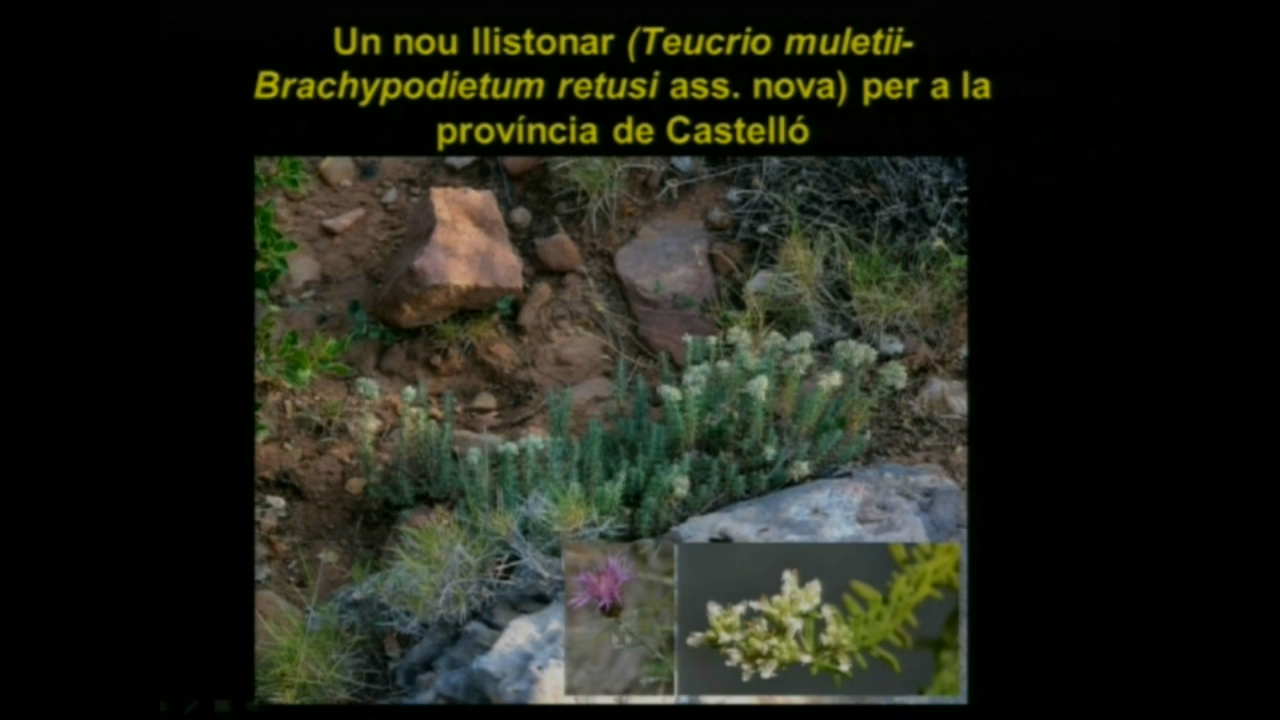 Un nou llistonar (Teucrio muletii-
Brachypodietum retusi ass. nova) per a la
província de Castelló